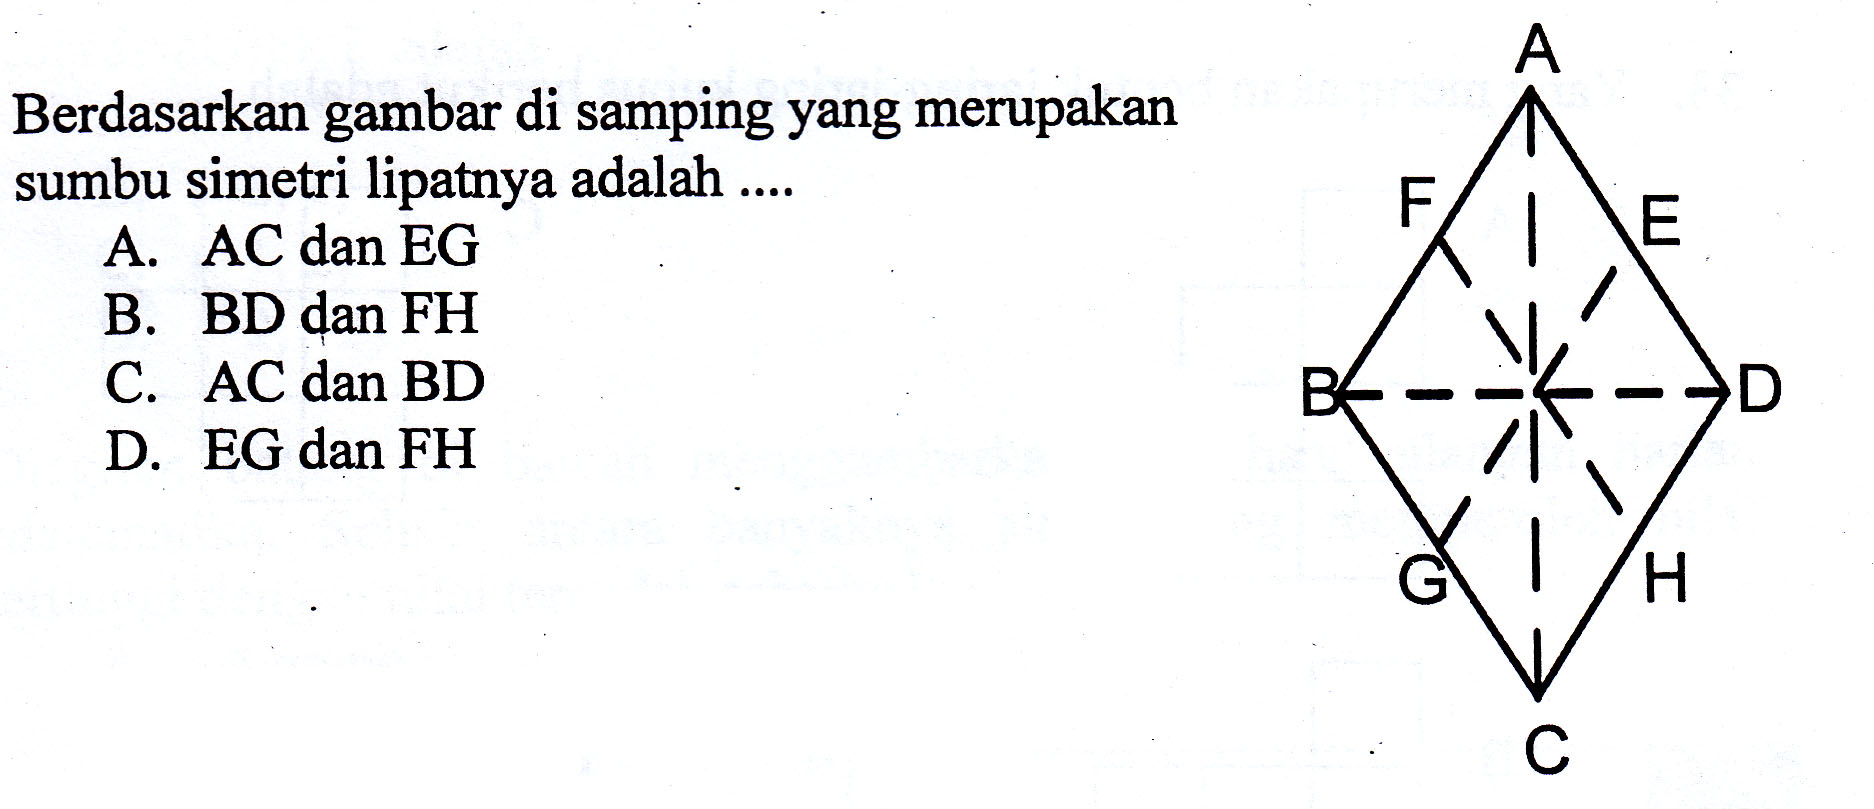 Berdasarkan gambar di samping yang merupakan
sumbu simetri lipatnya adalah ....
A. AC dan EG
B. BD dan FH
C. AC dan BD
D. EG dan FH
A
F
E
B
D
G
H
C